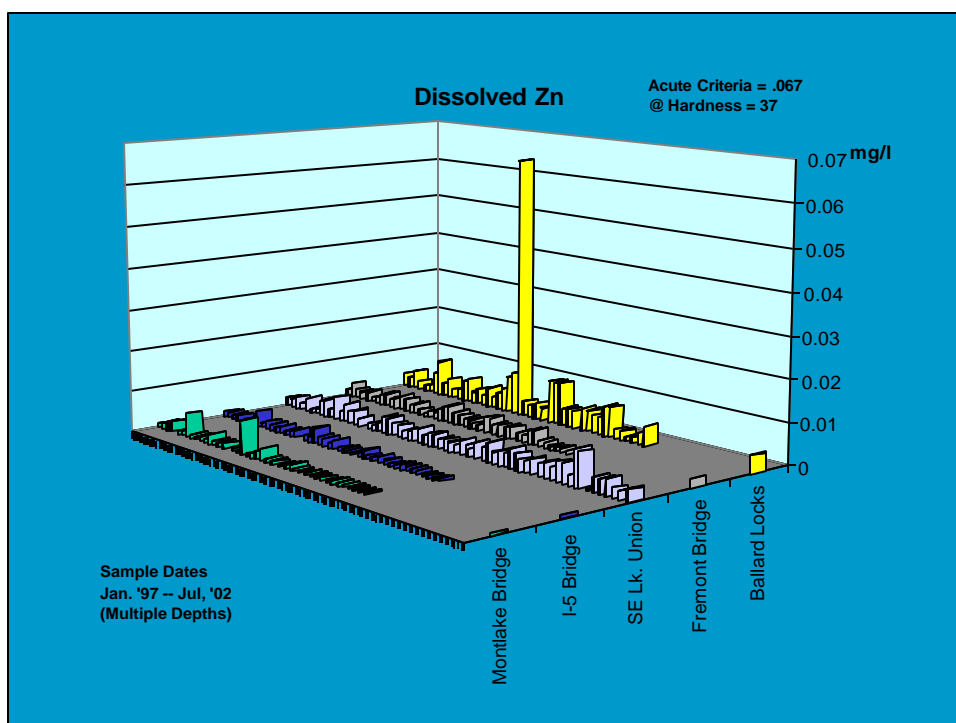 Dissolved Zn
Acute Criteria = .067
@ Hardness = 37
mg/l
0.07
0.06
0.05
0.04
0.03
0.02
0.01
0
Montlake Bridge
I-5 Bridge
SE Lk. Union
Fremont Bridge
Ballard Locks
Sample Dates
Jan. '97 -- Jul, '02
(Multiple Depths)